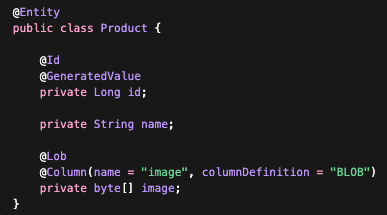 @Entity
public class Product {
@Id
@GeneratedValue
private Long id;
private String name;
@Lob
@Column(name = "image", columnDefinition = "BLOB")
private byte[] image;
}